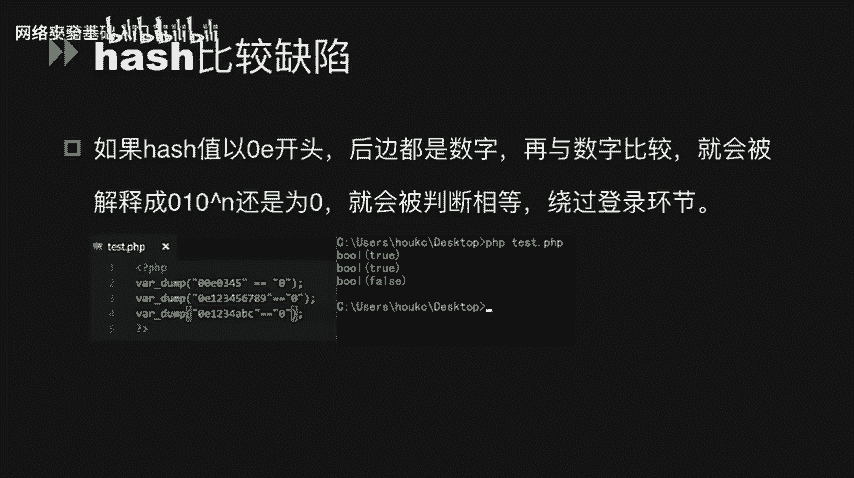 网络安全基础入门
hash比较缺陷
如果hash值以0e开头，后边都是数字，再与数字比较，就会被
解释成010^n还是为0，就会被判断相等，绕过登录环节。
test.php ×
1 <?php
2 var_dump("00e0345" == "0");
3 var_dump("0e123456789"=="0");
4 var_dump("0e1234abc"=="0");
5 ?>
C:\Users\houkc\Desktop>php test.php
bool(true)
bool(true)
bool(false)
C:\Users\houkc\Desktop>